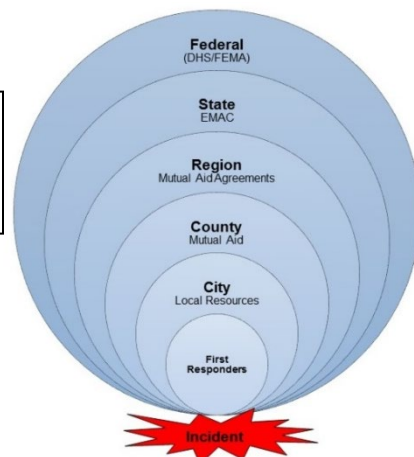 Federal
(DHS/FEMA)
State
EMAC
Region
Mutual Aid Agreements
County
Mutual Aid
City
Local Resources
First
Responders
Incident